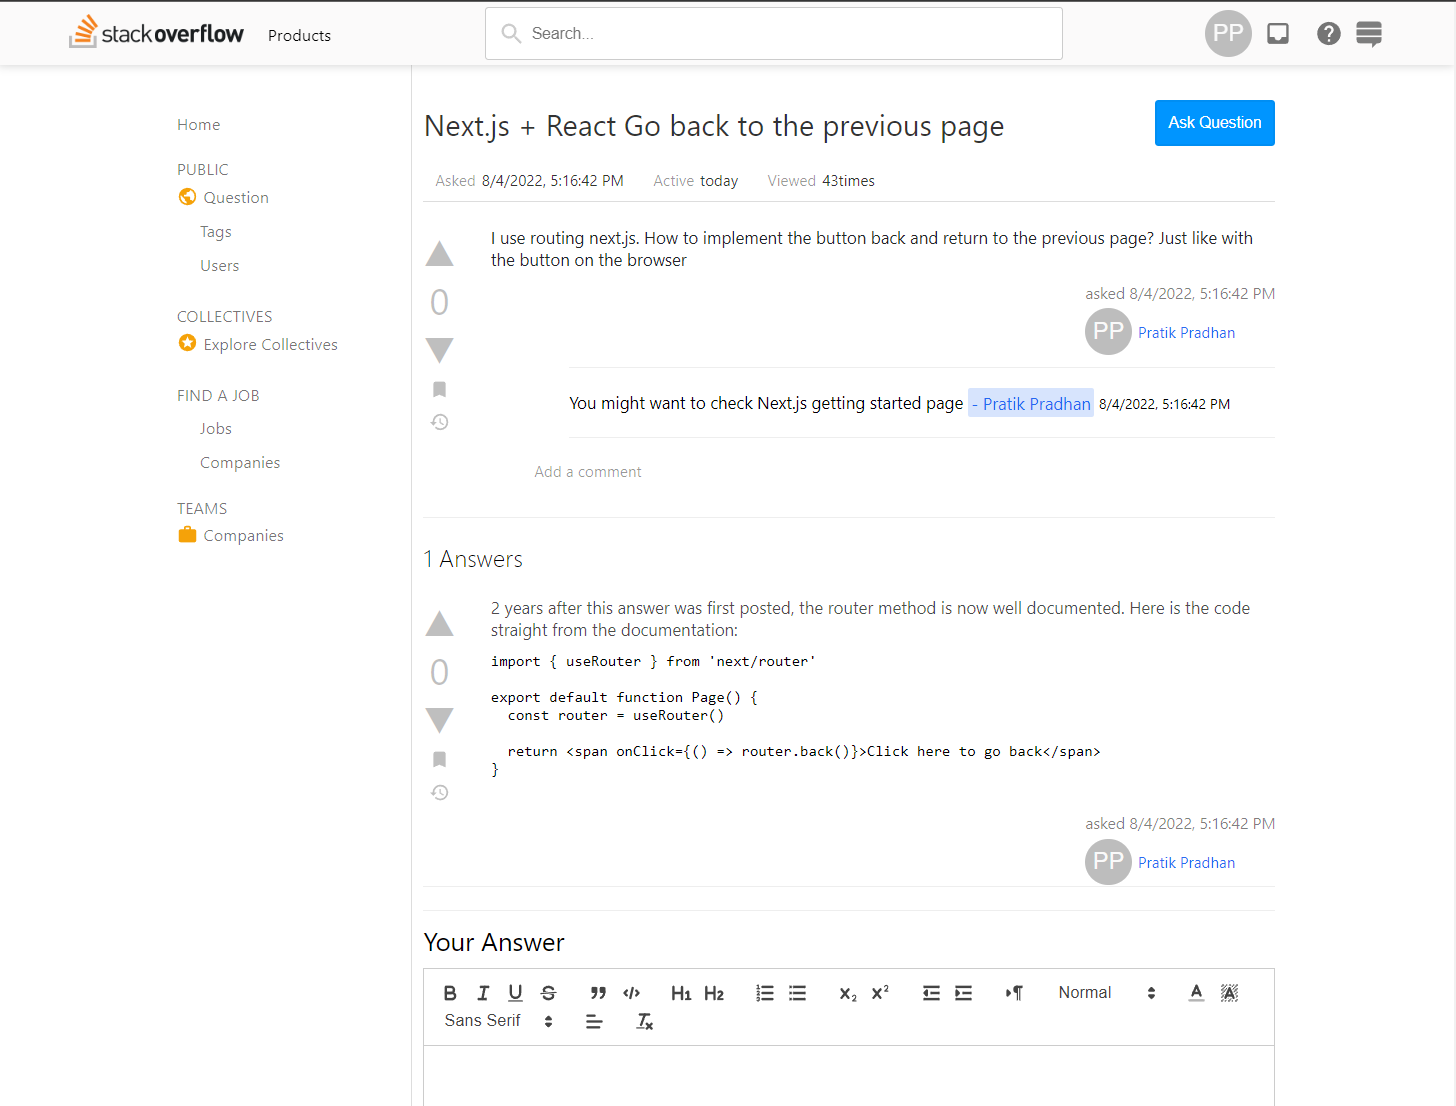 stackoverflow Products Search... PP
Home
PUBLIC
Question
Tags
Users
COLLECTIVES
Explore Collectives
FIND A JOB
Jobs
Companies
TEAMS
Companies
Next.js + React Go back to the previous page
Ask Question
Asked 8/4/2022, 5:16:42 PM Active today Viewed 43times
I use routing next.js. How to implement the button back and return to the previous page? Just like with
the button on the browser
0
asked 8/4/2022, 5:16:42 PM
PP Pratik Pradhan
You might want to check Next.js getting started page - Pratik Pradhan 8/4/2022, 5:16:42 PM
Add a comment
1 Answers
2 years after this answer was first posted, the router method is now well documented. Here is the code
straight from the documentation:
0
import { useRouter } from 'next/router'
export default function Page() {
  const router = useRouter()
  return <span onClick={() => router.back()}>Click here to go back</span>
}
asked 8/4/2022, 5:16:42 PM
PP Pratik Pradhan
Your Answer
B I U S ” </> H1 H2 x₂ x² ¶ Normal A A
Sans Serif Tx